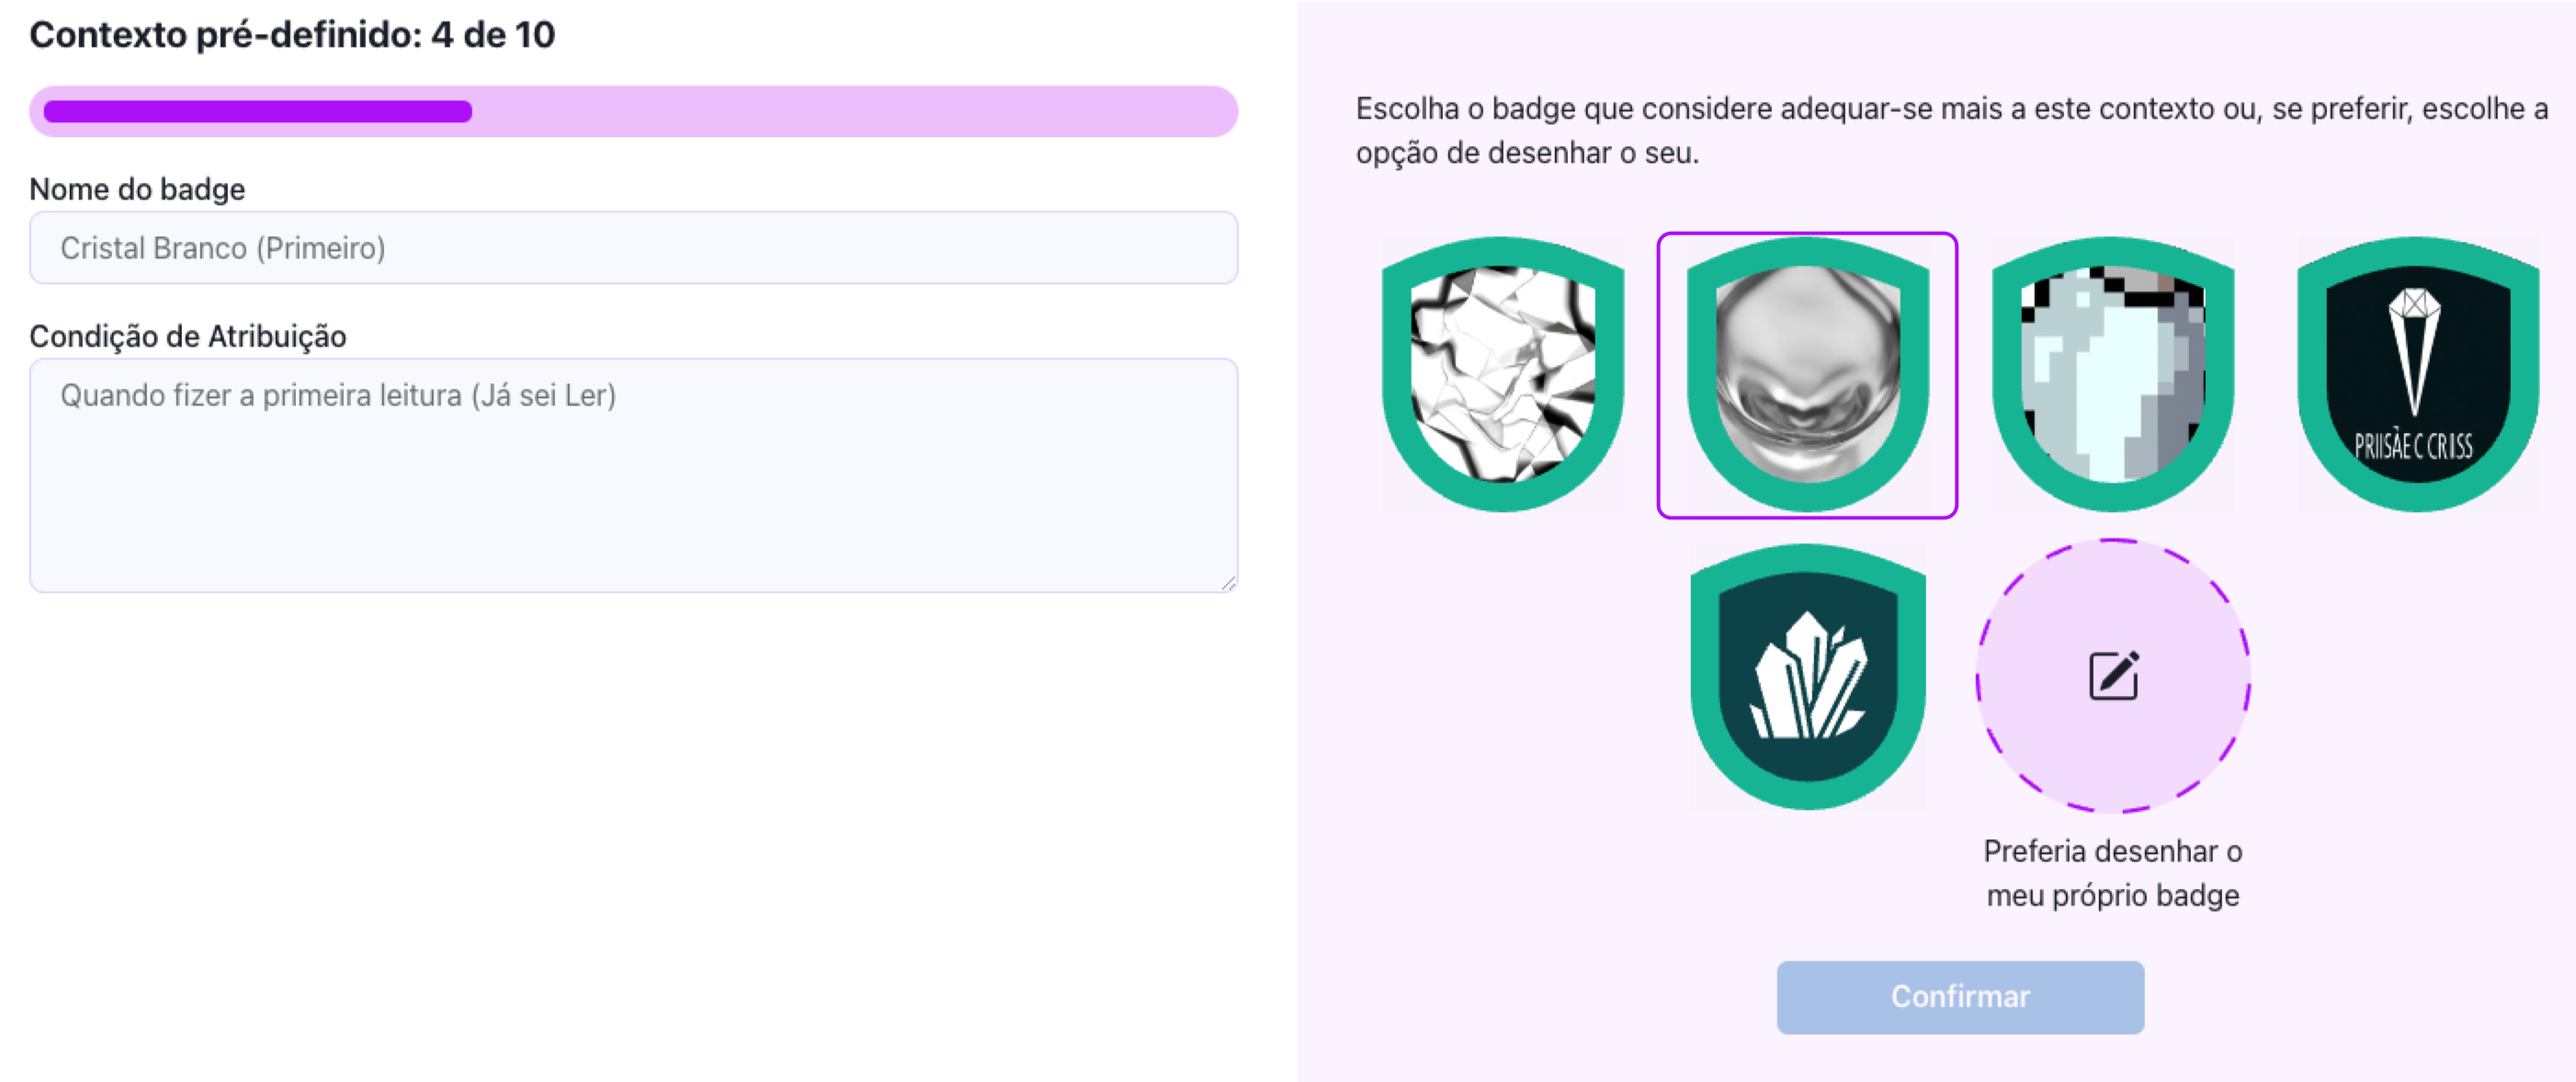 Contexto pré-definido: 4 de 10
Nome do badge
Cristal Branco (Primeiro)
Condição de Atribuição
Quando fizer a primeira leitura (Já sei Ler)
Escolha o badge que considere adequar-se mais a este contexto ou, se preferir, escolhe a
opção de desenhar o seu.
PRIISÀE C CRISS
Preferia desenhar o
meu próprio badge
Confirmar